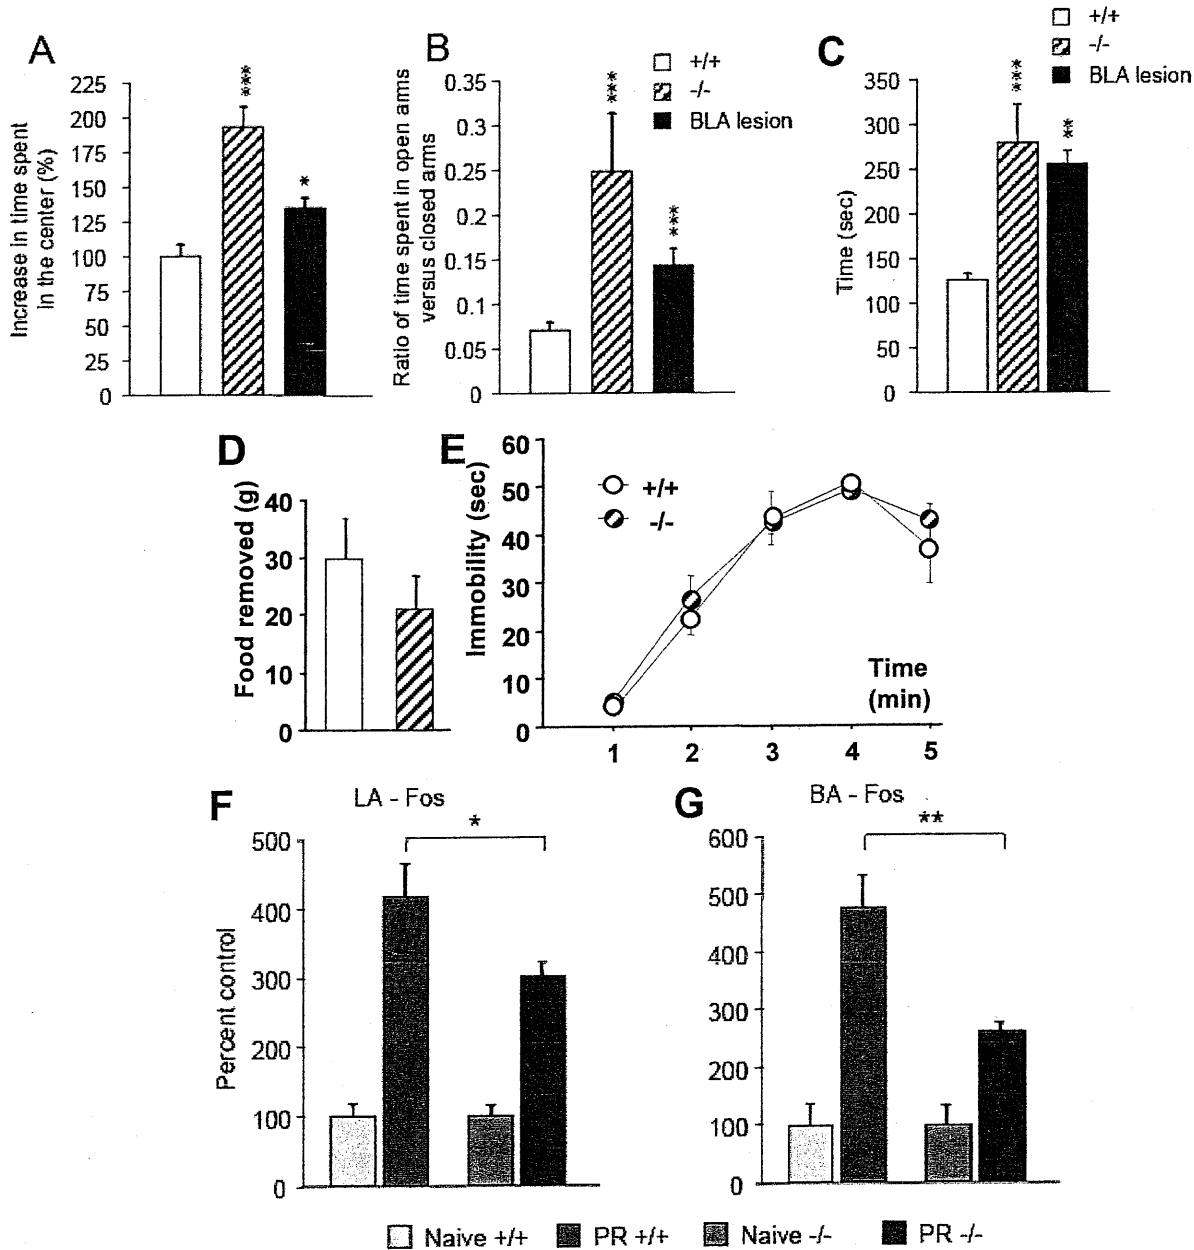 A
Increase in time spent
in the center (%)
225
200
175
150
125
100
75
50
25
0
***
*
B
+/+
-/-
BLA lesion
Ratio of time spent in open arms
versus closed arms
0.35
0.3
0.25
0.2
0.15
0.1
0.05
0
***
***
C
+/+
-/-
BLA lesion
Time (sec)
350
300
250
200
150
100
50
0
***
**
D
Food removed (g)
40
30
20
10
0
E
Immobility (sec)
60
50
40
30
20
10
0
+/+
-/-
Time
(min)
1 2 3 4 5
F
LA - Fos
Percent control
500
400
300
200
100
0
*
G
BA - Fos
600
500
400
300
200
100
0
**
Naive +/+ PR +/+ Naive -/- PR -/-